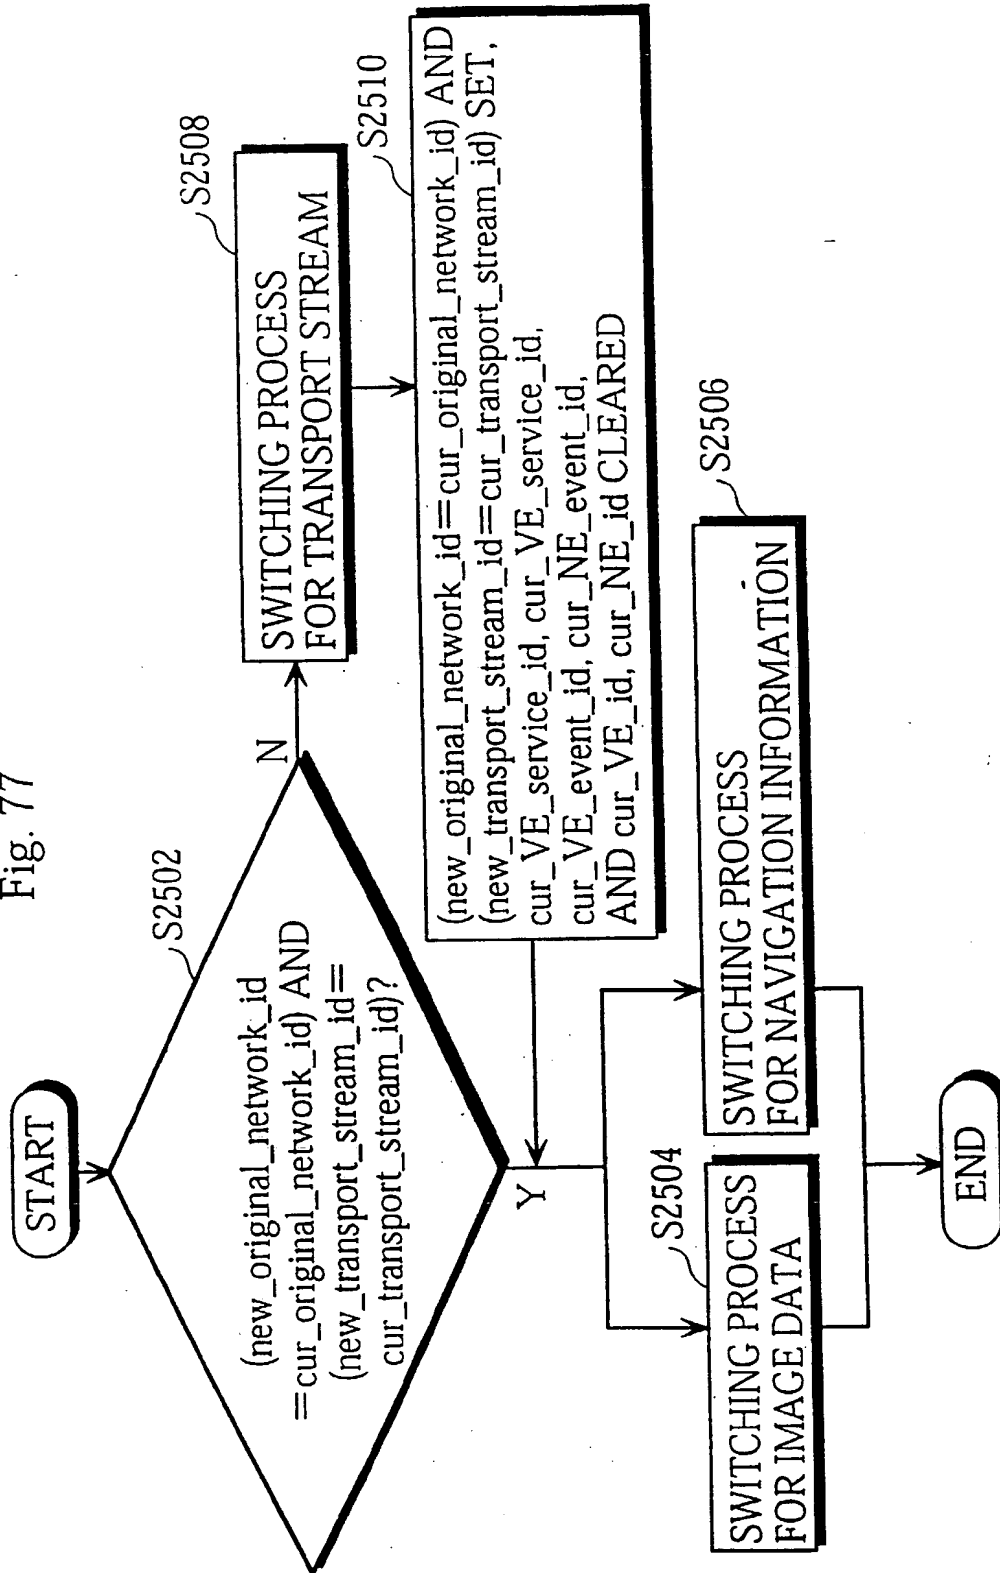 Fig. 77
START
S2502
(new_original_network_id
=cur_original_network_id) AND
(new_transport_stream_id=
cur_transport_stream_id)?
N
Y
S2508
SWITCHING PROCESS
FOR TRANSPORT STREAM
S2510
(new_original_network_id=cur_original_network_id) AND
(new_transport_stream_id=cur_transport_stream_id) SET,
cur_VE_service_id, cur_VE_service_id,
cur_VE_event_id, cur_NE_event_id,
AND cur_VE_id, cur_NE_id CLEARED
S2504
SWITCHING PROCESS
FOR IMAGE DATA
S2506
SWITCHING PROCESS
FOR NAVIGATION INFORMATION
END